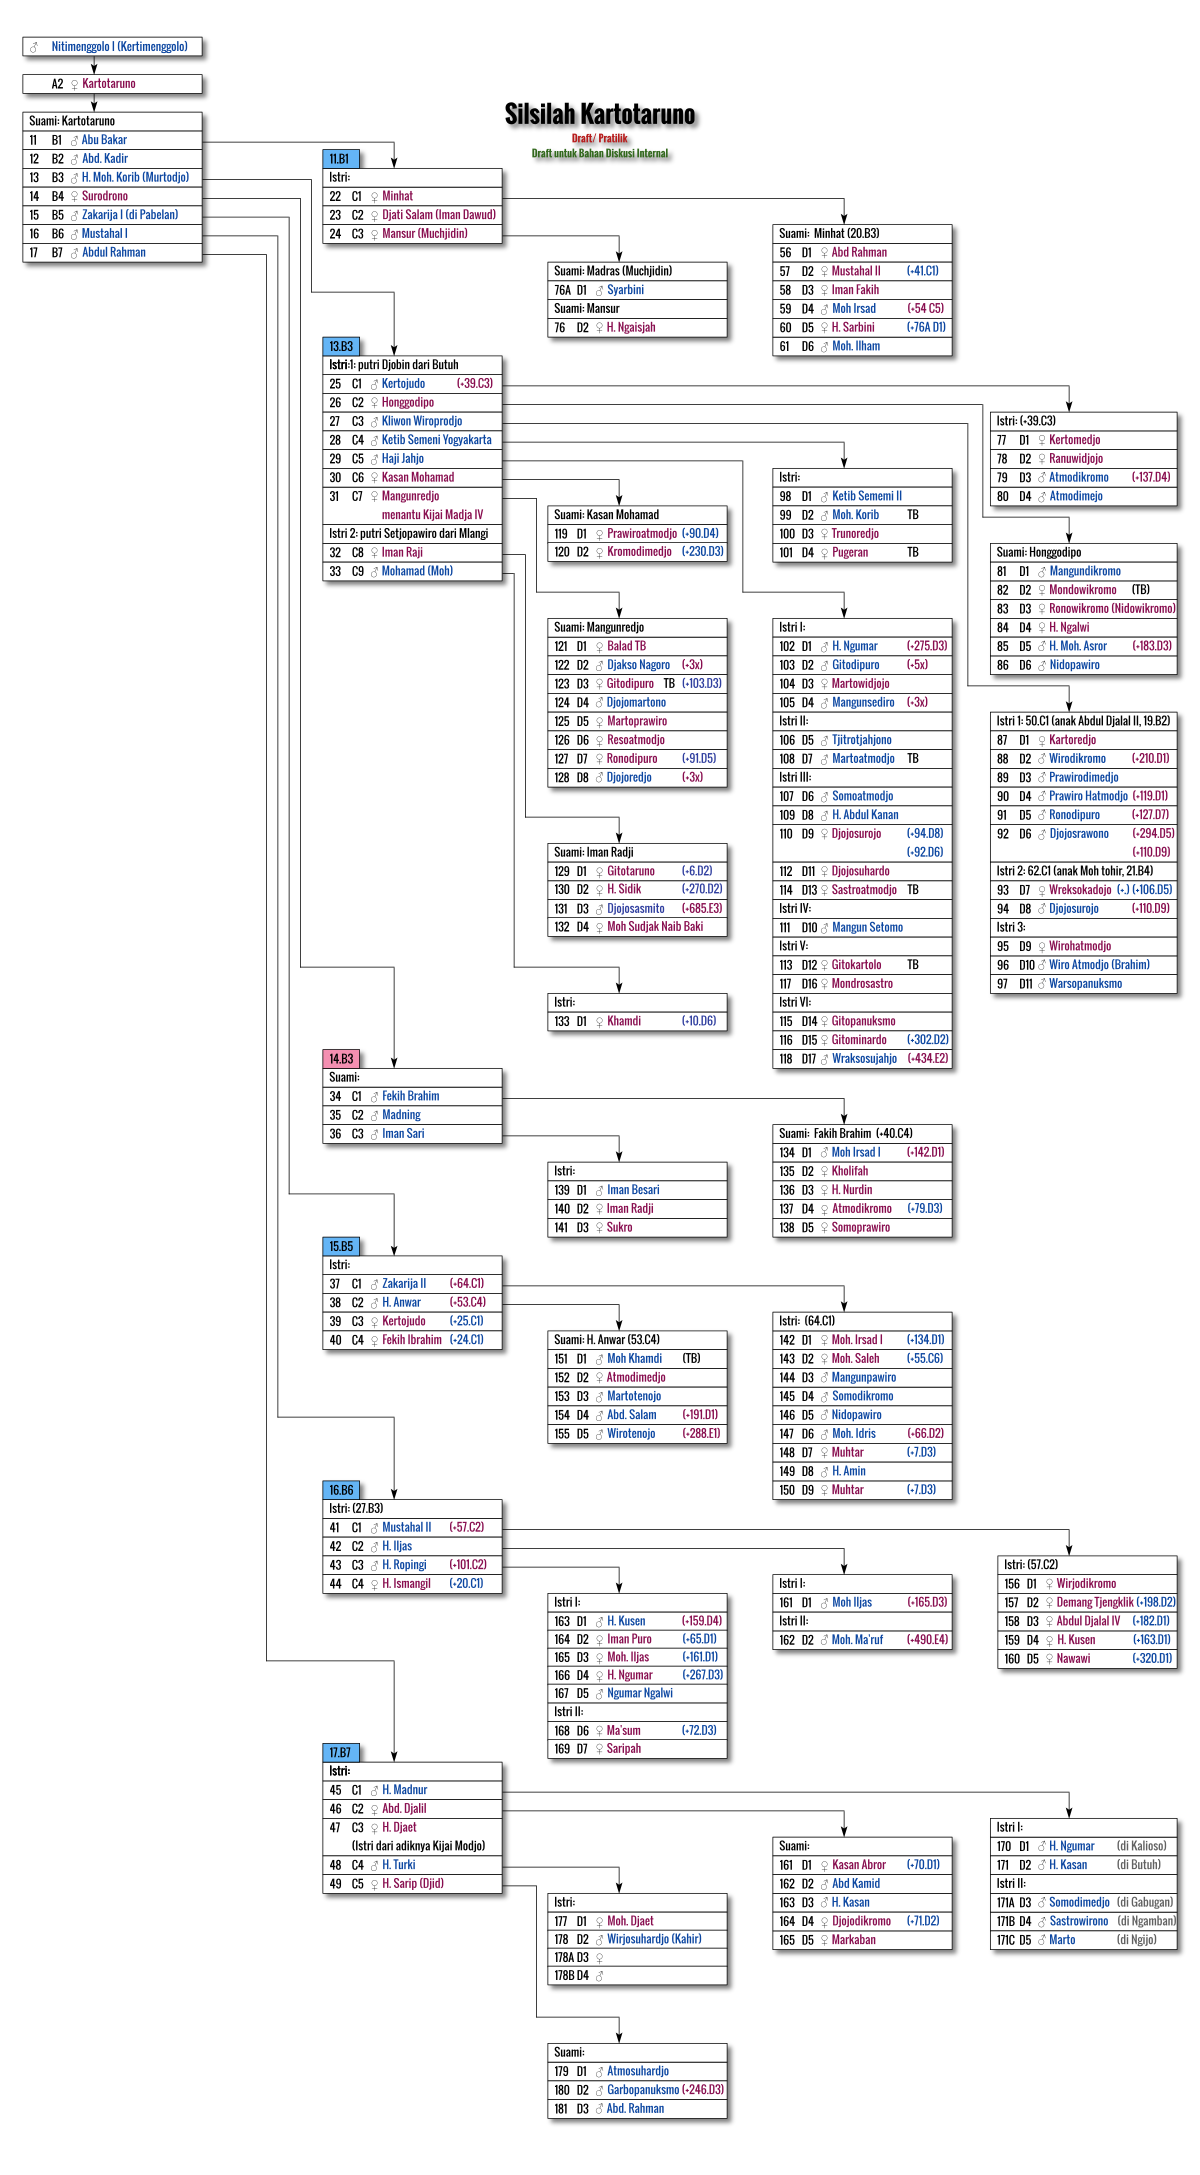 ♂ Nitimenggolo I (Kertimenggolo)
A2 ♀ Kartotaruno
Silsilah Kartotaruno
Draft/ Pratilik
Draft untuk Bahan Diskusi Internal
Suami: Kartotaruno
11 B1 ♂ Abu Bakar
12 B2 ♂ Abd. Kadir
13 B3 ♂ H. Moh. Korib (Murtodjo)
14 B4 ♀ Surodrono
15 B5 ♂ Zakarija I (di Pabelan)
16 B6 ♂ Mustahal I
17 B7 ♂ Abdul Rahman
11.B1
Istri:
22 C1 ♀ Minhat
23 C2 ♀ Djati Salam (Iman Dawud)
24 C3 ♀ Mansur (Muchjidin)
Suami: Minhat (20.B3)
56 D1 ♀ Abd Rahman
57 D2 ♀ Mustahal II (+41.C1)
58 D3 ♀ Iman Fakih
59 D4 ♂ Moh Irsad (+54 C5)
60 D5 ♀ H. Sarbini (+76A D1)
61 D6 ♂ Moh. Ilham
Suami: Madras (Muchjidin)
76A D1 ♂ Syarbini
Suami: Mansur
76 D2 ♀ H. Ngaisjah
13.B3
Istri:1: putri Djobin dari Butuh
25 C1 ♂ Kertojudo (+39.C3)
26 C2 ♀ Honggodipo
27 C3 ♂ Kliwon Wiroprodjo
28 C4 ♂ Ketib Semeni Yogyakarta
29 C5 ♂ Haji Jahjo
30 C6 ♀ Kasan Mohamad
31 C7 ♀ Mangunredjo
menantu Kijai Madja IV
Istri 2: putri Setjopawiro dari Mlangi
32 C8 ♀ Iman Raji
33 C9 ♂ Mohamad (Moh)
Istri: (+39.C3)
77 D1 ♀ Kertomedjo
78 D2 ♀ Ranuwidjojo
79 D3 ♂ Atmodikromo (+137.D4)
80 D4 ♂ Atmodimejo
Istri:
98 D1 ♂ Ketib Sememi II
99 D2 ♂ Moh. Korib TB
100 D3 ♀ Trunoredjo
101 D4 ♀ Pugeran TB
Suami: Kasan Mohamad
119 D1 ♀ Prawiroatmodjo (+90.D4)
120 D2 ♀ Kromodimedjo (+230.D3)
Suami: Honggodipo
81 D1 ♂ Mangundikromo
82 D2 ♀ Mondowikromo (TB)
83 D3 ♀ Ronowikromo (Nidowikromo)
84 D4 ♀ H. Ngalwi
85 D5 ♂ H. Moh. Asror (+183.D3)
86 D6 ♂ Nidopawiro
Suami: Mangunredjo
121 D1 ♀ Balad TB
122 D2 ♂ Djakso Nagoro (+3x)
123 D3 ♀ Gitodipuro TB (+103.D3)
124 D4 ♂ Djojomartono
125 D5 ♀ Martoprawiro
126 D6 ♀ Resoatmodjo
127 D7 ♀ Ronodipuro (+91.D5)
128 D8 ♂ Djojoredjo (+3x)
Istri I:
102 D1 ♂ H. Ngumar (+275.D3)
103 D2 ♂ Gitodipuro (+5x)
104 D3 ♀ Martowidjojo
105 D4 ♂ Mangunsediro (+3x)
Istri II:
106 D5 ♂ Tjitrotjahjono
108 D7 ♂ Martoatmodjo TB
Istri III:
107 D6 ♂ Somoatmodjo
109 D8 ♂ H. Abdul Kanan
110 D9 ♀ Djojosurojo (+94.D8)
(+92.D6)
112 D11 ♀ Djojosuhardo
114 D13 ♀ Sastroatmodjo TB
Istri IV:
111 D10 ♂ Mangun Setomo
Istri V:
113 D12 ♀ Gitokartolo TB
117 D16 ♀ Mondrosastro
Istri VI:
115 D14 ♀ Gitopanuksmo
116 D15 ♀ Gitominardo (+302.D2)
118 D17 ♂ Wraksosujahjo (+434.E2)
Istri 1: 50.C1 (anak Abdul Djalal II, 19.B2)
87 D1 ♀ Kartoredjo
88 D2 ♂ Wirodikromo (+210.D1)
89 D3 ♂ Prawirodimedjo
90 D4 ♂ Prawiro Hatmodjo (+119.D1)
91 D5 ♂ Ronodipuro (+127.D7)
92 D6 ♂ Djojosrawono (+294.D5)
(+110.D9)
Istri 2: 62.C1 (anak Moh tohir, 21.B4)
93 D7 ♀ Wreksokadojo (+.) (+106.D5)
94 D8 ♂ Djojosurojo (+110.D9)
Istri 3:
95 D9 ♀ Wirohatmodjo
96 D10 ♂ Wiro Atmodjo (Brahim)
97 D11 ♂ Warsopanuksmo
Suami: Iman Radji
129 D1 ♀ Gitotaruno (+6.D2)
130 D2 ♀ H. Sidik (+270.D2)
131 D3 ♂ Djojosasmito (+685.E3)
132 D4 ♀ Moh Sudjak Naib Baki
Istri:
133 D1 ♀ Khamdi (+10.D6)
14.B3
Suami:
34 C1 ♂ Fekih Brahim
35 C2 ♂ Madning
36 C3 ♂ Iman Sari
Suami: Fakih Brahim (+40.C4)
134 D1 ♂ Moh Irsad I (+142.D1)
135 D2 ♀ Kholifah
136 D3 ♀ H. Nurdin
137 D4 ♀ Atmodikromo (+79.D3)
138 D5 ♀ Somoprawiro
Istri:
139 D1 ♂ Iman Besari
140 D2 ♀ Iman Radji
141 D3 ♀ Sukro
15.B5
Istri:
37 C1 ♂ Zakarija II (+64.C1)
38 C2 ♂ H. Anwar (+53.C4)
39 C3 ♀ Kertojudo (+25.C1)
40 C4 ♀ Fekih Ibrahim (+24.C1)
Istri: (64.C1)
142 D1 ♀ Moh. Irsad I (+134.D1)
143 D2 ♀ Moh. Saleh (+55.C6)
144 D3 ♂ Mangunpawiro
145 D4 ♂ Somodikromo
146 D5 ♂ Nidopawiro
147 D6 ♂ Moh. Idris (+66.D2)
148 D7 ♀ Muhtar (+7.D3)
149 D8 ♂ H. Amin
150 D9 ♀ Muhtar (+7.D3)
Suami: H. Anwar (53.C4)
151 D1 ♂ Moh Khamdi (TB)
152 D2 ♀ Atmodimedjo
153 D3 ♂ Martotenojo
154 D4 ♂ Abd. Salam (+191.D1)
155 D5 ♂ Wirotenojo (+288.E1)
16.B6
Istri: (27.B3)
41 C1 ♂ Mustahal II (+57.C2)
42 C2 ♂ H. Iljas
43 C3 ♂ H. Ropingi (+101.C2)
44 C4 ♀ H. Ismangil (+20.C1)
Istri: (57.C2)
156 D1 ♀ Wirjodikromo
157 D2 ♀ Demang Tjengklik (+198.D2)
158 D3 ♀ Abdul Djalal IV (+182.D1)
159 D4 ♀ H. Kusen (+163.D1)
160 D5 ♀ Nawawi (+320.D1)
Istri I:
161 D1 ♂ Moh Iljas (+165.D3)
Istri II:
162 D2 ♂ Moh. Ma'ruf (+490.E4)
Istri I:
163 D1 ♂ H. Kusen (+159.D4)
164 D2 ♀ Iman Puro (+65.D1)
165 D3 ♀ Moh. Iljas (+161.D1)
166 D4 ♀ H. Ngumar (+267.D3)
167 D5 ♂ Ngumar Ngalwi
Istri II:
168 D6 ♀ Ma'sum (+72.D3)
169 D7 ♀ Saripah
17.B7
Istri:
45 C1 ♂ H. Madnur
46 C2 ♀ Abd. Djalil
47 C3 ♀ H. Djaet
(Istri dari adiknya Kijai Modjo)
48 C4 ♂ H. Turki
49 C5 ♀ H. Sarip (Djid)
Istri I:
170 D1 ♂ H. Ngumar (di Kalioso)
171 D2 ♂ H. Kasan (di Butuh)
Istri II:
171A D3 ♂ Somodimedjo (di Gabugan)
171B D4 ♂ Sastrowirono (di Ngamban)
171C D5 ♂ Marto (di Ngijo)
Suami:
161 D1 ♀ Kasan Abror (+70.D1)
162 D2 ♂ Abd Kamid
163 D3 ♂ H. Kasan
164 D4 ♀ Djojodikromo (+71.D2)
165 D5 ♀ Markaban
Istri:
177 D1 ♀ Moh. Djaet
178 D2 ♂ Wirjosuhardjo (Kahir)
178A D3 ♀
178B D4 ♂
Suami:
179 D1 ♂ Atmosuhardjo
180 D2 ♂ Garbopanuksmo (+246.D3)
181 D3 ♂ Abd. Rahman